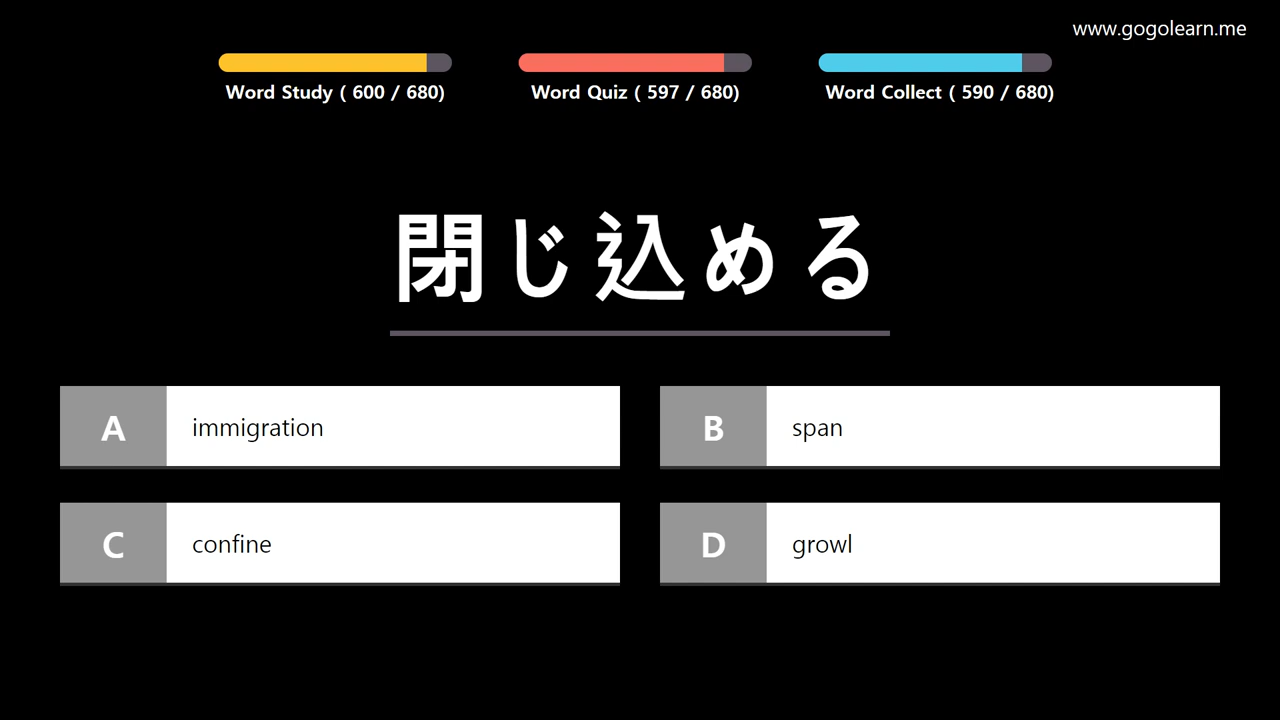 www.gogolearn.me
Word Study ( 600 / 680)
Word Quiz ( 597 / 680)
Word Collect ( 590 / 680)
閉じ込める
A immigration
B span
C confine
D growl